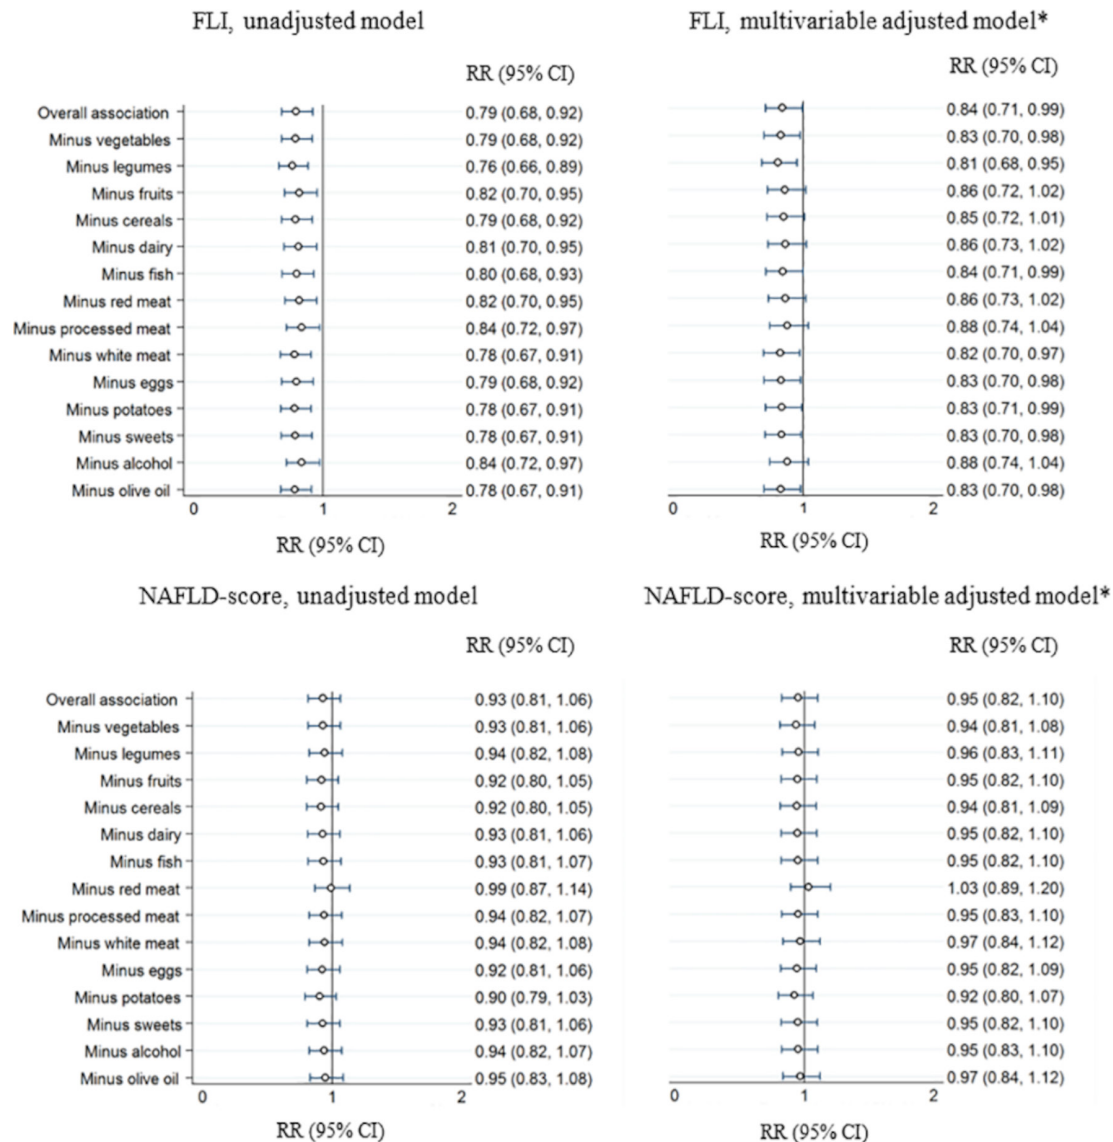 FLI, unadjusted model
RR (95% CI)
Overall association 0.79 (0.68, 0.92)
Minus vegetables 0.79 (0.68, 0.92)
Minus legumes 0.76 (0.66, 0.89)
Minus fruits 0.82 (0.70, 0.95)
Minus cereals 0.79 (0.68, 0.92)
Minus dairy 0.81 (0.70, 0.95)
Minus fish 0.80 (0.68, 0.93)
Minus red meat 0.82 (0.70, 0.95)
Minus processed meat 0.84 (0.72, 0.97)
Minus white meat 0.78 (0.67, 0.91)
Minus eggs 0.79 (0.68, 0.92)
Minus potatoes 0.78 (0.67, 0.91)
Minus sweets 0.78 (0.67, 0.91)
Minus alcohol 0.84 (0.72, 0.97)
Minus olive oil 0.78 (0.67, 0.91)
0 1 2
RR (95% CI)
FLI, multivariable adjusted model*
RR (95% CI)
0.84 (0.71, 0.99)
0.83 (0.70, 0.98)
0.81 (0.68, 0.95)
0.86 (0.72, 1.02)
0.85 (0.72, 1.01)
0.86 (0.73, 1.02)
0.84 (0.71, 0.99)
0.86 (0.73, 1.02)
0.88 (0.74, 1.04)
0.82 (0.70, 0.97)
0.83 (0.70, 0.98)
0.83 (0.71, 0.99)
0.83 (0.70, 0.98)
0.88 (0.74, 1.04)
0.83 (0.70, 0.98)
0 1 2
RR (95% CI)
NAFLD-score, unadjusted model
RR (95% CI)
Overall association 0.93 (0.81, 1.06)
Minus vegetables 0.93 (0.81, 1.06)
Minus legumes 0.94 (0.82, 1.08)
Minus fruits 0.92 (0.80, 1.05)
Minus cereals 0.92 (0.80, 1.05)
Minus dairy 0.93 (0.81, 1.06)
Minus fish 0.93 (0.81, 1.07)
Minus red meat 0.99 (0.87, 1.14)
Minus processed meat 0.94 (0.82, 1.07)
Minus white meat 0.94 (0.82, 1.08)
Minus eggs 0.92 (0.81, 1.06)
Minus potatoes 0.90 (0.79, 1.03)
Minus sweets 0.93 (0.81, 1.06)
Minus alcohol 0.94 (0.82, 1.07)
Minus olive oil 0.95 (0.83, 1.08)
0 1 2
RR (95% CI)
NAFLD-score, multivariable adjusted model*
RR (95% CI)
0.95 (0.82, 1.10)
0.94 (0.81, 1.08)
0.96 (0.83, 1.11)
0.95 (0.82, 1.10)
0.94 (0.81, 1.09)
0.95 (0.82, 1.10)
0.95 (0.82, 1.10)
1.03 (0.89, 1.20)
0.95 (0.83, 1.10)
0.97 (0.84, 1.12)
0.95 (0.82, 1.09)
0.92 (0.80, 1.07)
0.95 (0.82, 1.10)
0.95 (0.83, 1.10)
0.97 (0.84, 1.12)
0 1 2
RR (95% CI)